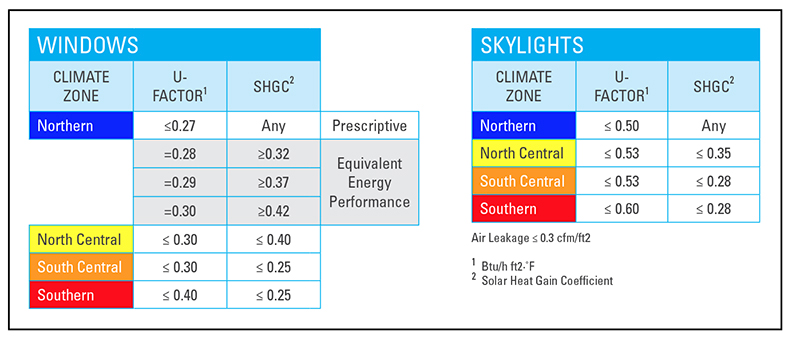 WINDOWS
CLIMATE ZONE U-FACTOR1 SHGC2
Northern ≤0.27 Any Prescriptive
=0.28 ≥0.32
=0.29 ≥0.37
=0.30 ≥0.42
Equivalent
Energy
Performance
North Central ≤ 0.30 ≤ 0.40
South Central ≤ 0.30 ≤ 0.25
Southern ≤ 0.40 ≤ 0.25
SKYLIGHTS
CLIMATE ZONE U-FACTOR1 SHGC2
Northern ≤ 0.50 Any
North Central ≤ 0.53 ≤ 0.35
South Central ≤ 0.53 ≤ 0.28
Southern ≤ 0.60 ≤ 0.28
Air Leakage ≤ 0.3 cfm/ft2
1 Btu/h ft2-˚F
2 Solar Heat Gain Coefficient